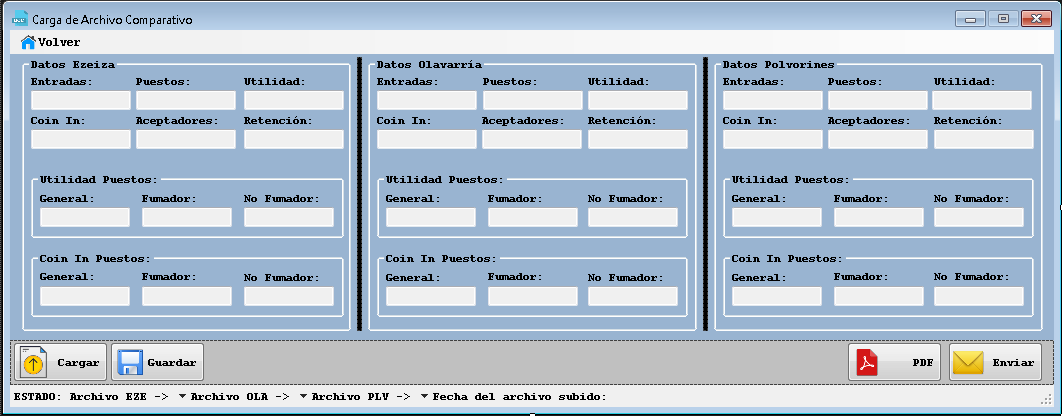 Carga de Archivo Comparativo
Volver
Datos Ezeiza
Entradas: Puestos: Utilidad:
Coin In: Aceptadores: Retención:
Utilidad Puestos:
General: Fumador: No Fumador:
Coin In Puestos:
General: Fumador: No Fumador:
Datos Olavarría
Entradas: Puestos: Utilidad:
Coin In: Aceptadores: Retención:
Utilidad Puestos:
General: Fumador: No Fumador:
Coin In Puestos:
General: Fumador: No Fumador:
Datos Polvorines
Entradas: Puestos: Utilidad:
Coin In: Aceptadores: Retención:
Utilidad Puestos:
General: Fumador: No Fumador:
Coin In Puestos:
General: Fumador: No Fumador:
Cargar Guardar PDF Enviar
ESTADO: Archivo EZE -> Archivo OLA -> Archivo PLV -> Fecha del archivo subido: